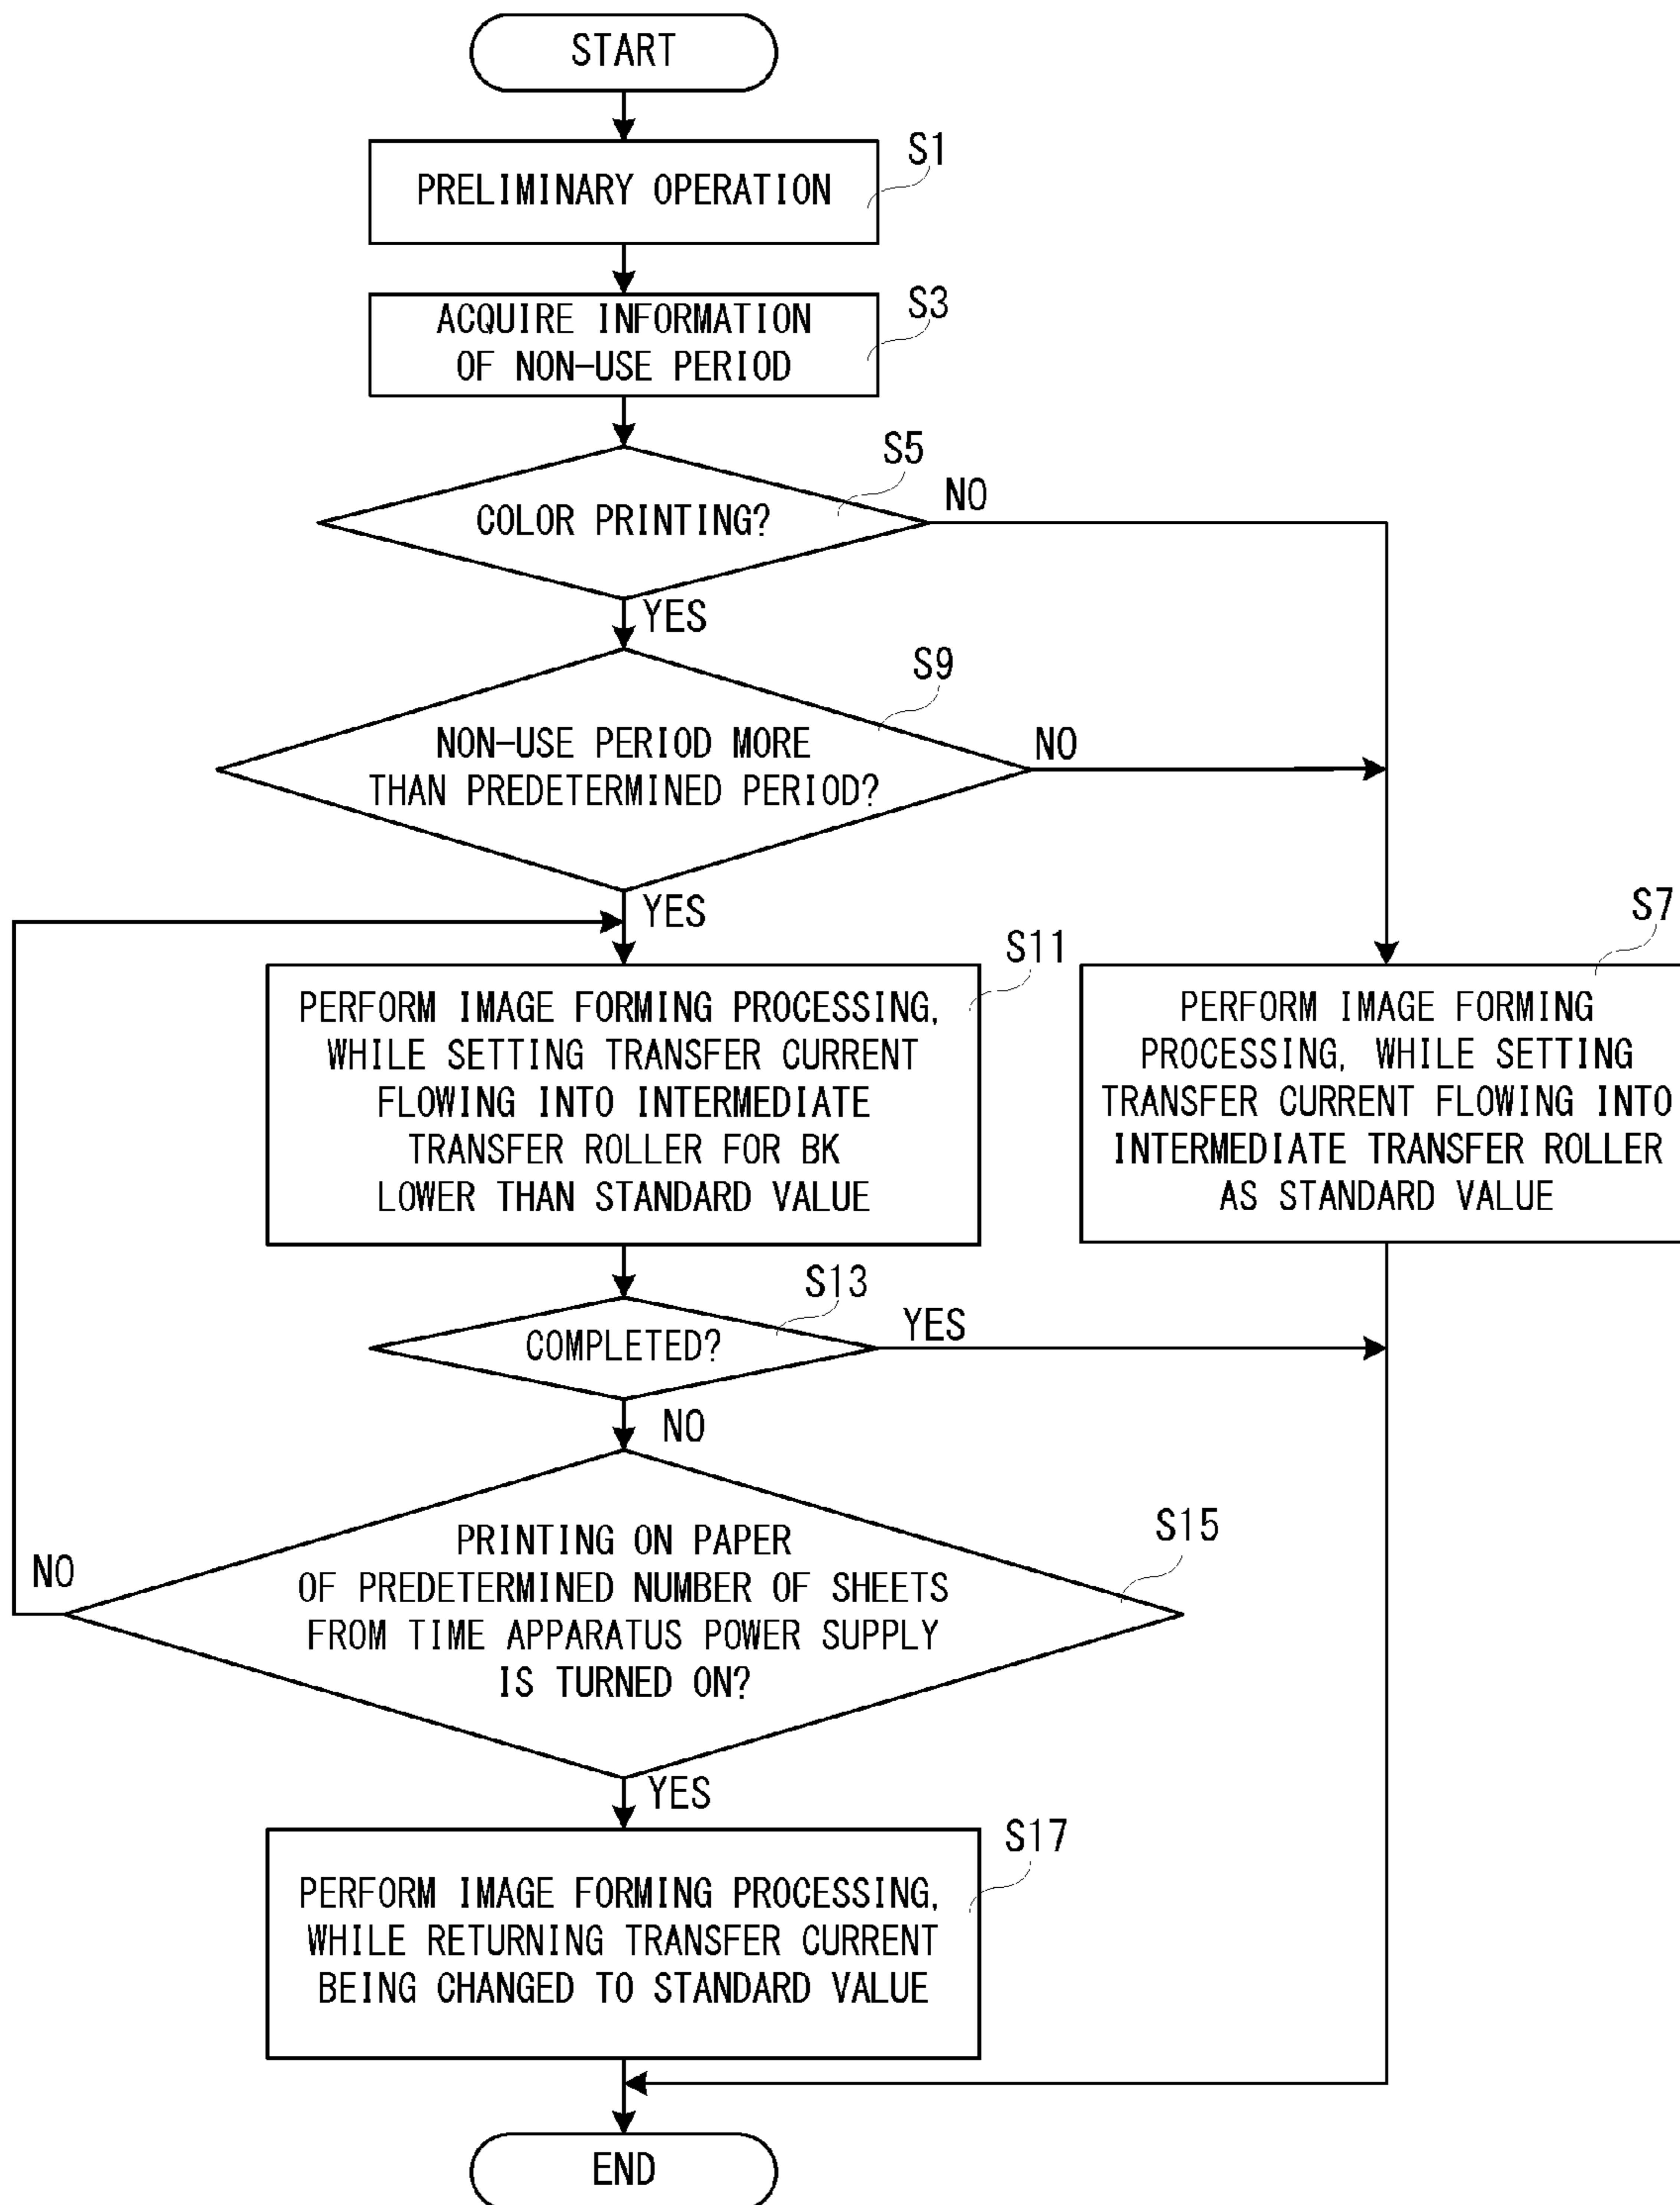 START
S1
PRELIMINARY OPERATION
S3
ACQUIRE INFORMATION
OF NON-USE PERIOD
S5
COLOR PRINTING?
NO
YES
S9
NON-USE PERIOD MORE
THAN PREDETERMINED PERIOD?
NO
YES
S11
PERFORM IMAGE FORMING PROCESSING,
WHILE SETTING TRANSFER CURRENT
FLOWING INTO INTERMEDIATE
TRANSFER ROLLER FOR BK
LOWER THAN STANDARD VALUE
S7
PERFORM IMAGE FORMING
PROCESSING, WHILE SETTING
TRANSFER CURRENT FLOWING INTO
INTERMEDIATE TRANSFER ROLLER
AS STANDARD VALUE
S13
COMPLETED?
YES
NO
S15
PRINTING ON PAPER
OF PREDETERMINED NUMBER OF SHEETS
FROM TIME APPARATUS POWER SUPPLY
IS TURNED ON?
NO
YES
S17
PERFORM IMAGE FORMING PROCESSING,
WHILE RETURNING TRANSFER CURRENT
BEING CHANGED TO STANDARD VALUE
END